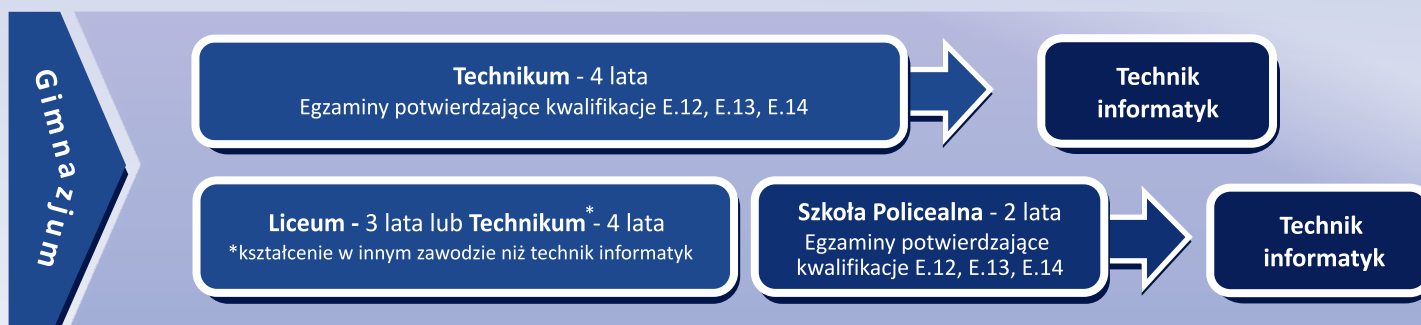 Gimnazjum
Technikum - 4 lata
Egzaminy potwierdzające kwalifikacje E.12, E.13, E.14
Technik
informatyk
Liceum - 3 lata lub Technikum* - 4 lata
*kształcenie w innym zawodzie niż technik informatyk
Szkoła Policealna - 2 lata
Egzaminy potwierdzające
kwalifikacje E.12, E.13, E.14
Technik
informatyk